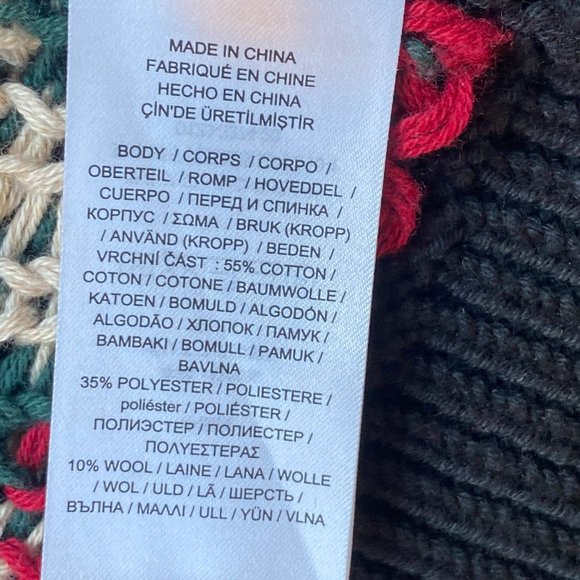 MADE IN CHINA
FABRIQUÉ EN CHINE
HECHO EN CHINA
ÇİN'DE ÜRETİLMİŞTİR
BODY / CORPS / CORPO /
OBERTEIL / ROMP / HOVEDDEL /
CUERPO / ПЕРЕД И СПИНКА /
КОРПУС / ΣΩΜΑ / BRUK (KROPP)
/ ANVÄND (KROPP) / BEDEN /
VRCHNÍ ČÁST : 55% COTTON /
COTON / COTONE / BAUMWOLLE /
KATOEN / BOMULD / ALGODÓN /
ALGODÃO / ХЛОПОК / ПАМУК /
BAMBAKI / BOMULL / PAMUK /
BAVLNA
35% POLYESTER / POLIESTERE /
poliéster / POLIÉSTER /
ПОЛИЭСТЕР / ПОЛИЕСТЕР /
ΠΟΛΥΕΣΤΕΡΑΣ
10% WOOL / LAINE / LANA / WOLLE
/ WOL / ULD / LÃ / ШЕРСТЬ /
ВЪЛНА / ΜΑΛΛΙ / ULL / YÜN / VLNA